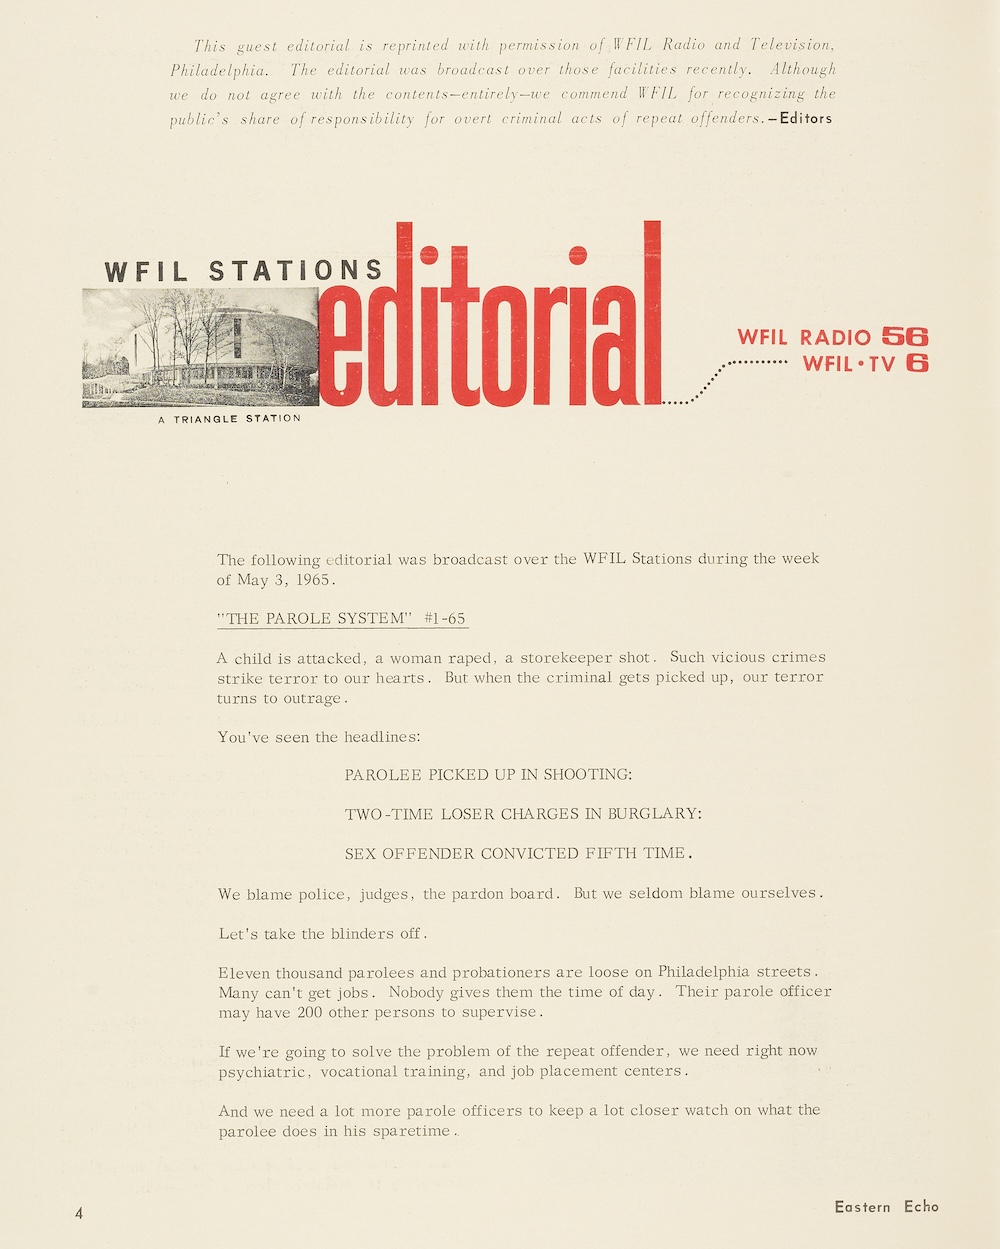 This guest editorial is reprinted with permission of WFIL Radio and Television,
Philadelphia. The editorial was broadcast over those facilities recently. Although
we do not agree with the contents—entirely—we commend WFIL for recognizing the
public's share of responsibility for overt criminal acts of repeat offenders.—Editors
WFIL STATIONS
editorial
A TRIANGLE STATION
WFIL RADIO 56
WFIL•TV 6
The following editorial was broadcast over the WFIL Stations during the week
of May 3, 1965.
"THE PAROLE SYSTEM" #1-65
A child is attacked, a woman raped, a storekeeper shot. Such vicious crimes
strike terror to our hearts. But when the criminal gets picked up, our terror
turns to outrage.
You've seen the headlines:
PAROLEE PICKED UP IN SHOOTING:
TWO-TIME LOSER CHARGES IN BURGLARY:
SEX OFFENDER CONVICTED FIFTH TIME.
We blame police, judges, the pardon board. But we seldom blame ourselves.
Let's take the blinders off.
Eleven thousand parolees and probationers are loose on Philadelphia streets.
Many can't get jobs. Nobody gives them the time of day. Their parole officer
may have 200 other persons to supervise.
If we're going to solve the problem of the repeat offender, we need right now
psychiatric, vocational training, and job placement centers.
And we need a lot more parole officers to keep a lot closer watch on what the
parolee does in his sparetime.
4
Eastern Echo